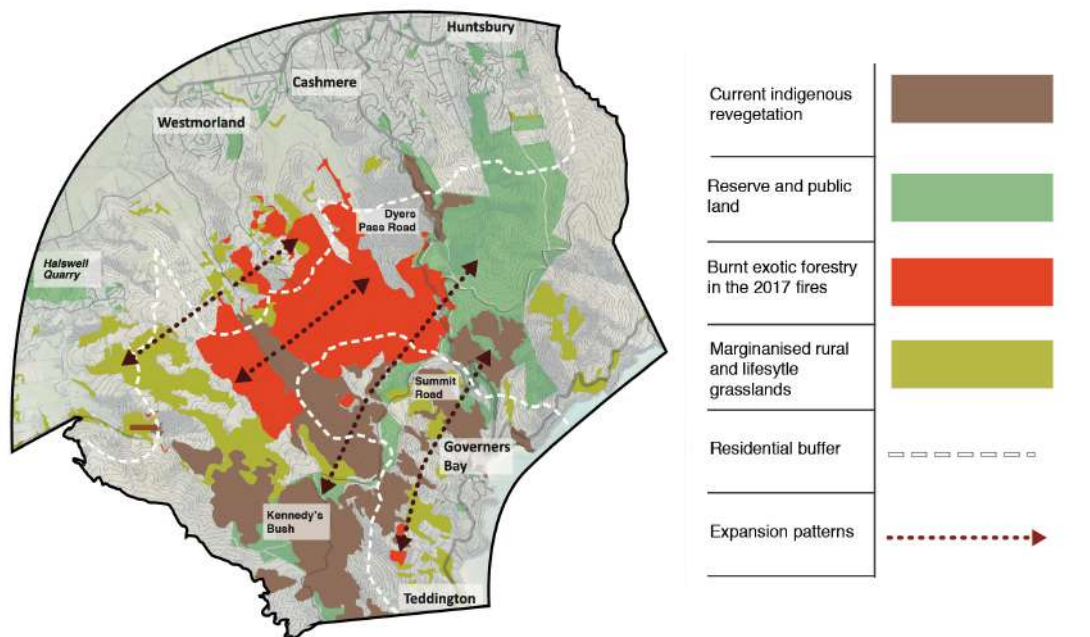 Huntsbury
Cashmere
Westmorland
Dyers
Pass Road
Halswell
Quarry
Summit
Road
Governers
Bay
Kennedy's
Bush
Teddington
Current indigenous
revegetation
Reserve and public
land
Burnt exotic forestry
in the 2017 fires
Marginanised rural
and lifesytle
grasslands
Residential buffer
Expansion patterns